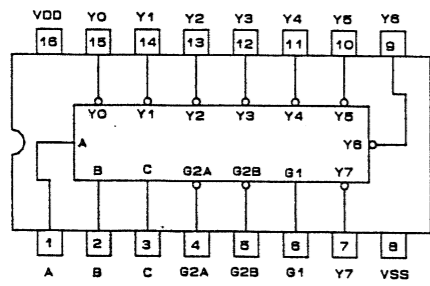 VDD Y0 Y1 Y2 Y3 Y4 Y5 Y6
16 15 14 13 12 11 10 9
Y0 Y1 Y2 Y3 Y4 Y5
A Y6
B C G2A G2B G1 Y7
1 2 3 4 5 6 7 8
A B C G2A G2B G1 Y7 VSS